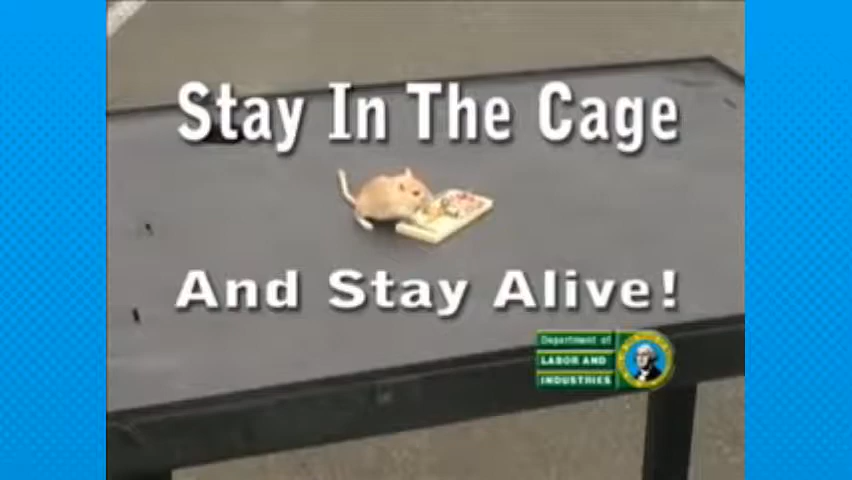 Stay In The Cage
And Stay Alive!
Department of
LABOR AND
INDUSTRIES